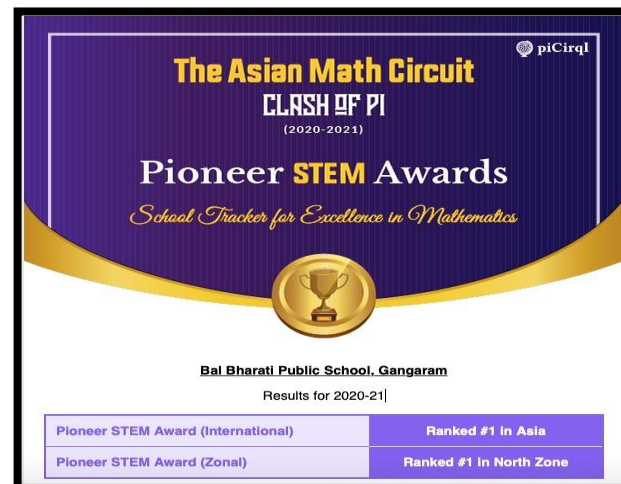 piCirql
The Asian Math Circuit
CLASH OF PI
(2020-2021)
Pioneer STEM Awards
School Tracker for Excellence in Mathematics
Bal Bharati Public School, Gangaram
Results for 2020-21
Pioneer STEM Award (International) Ranked #1 in Asia
Pioneer STEM Award (Zonal) Ranked #1 in North Zone